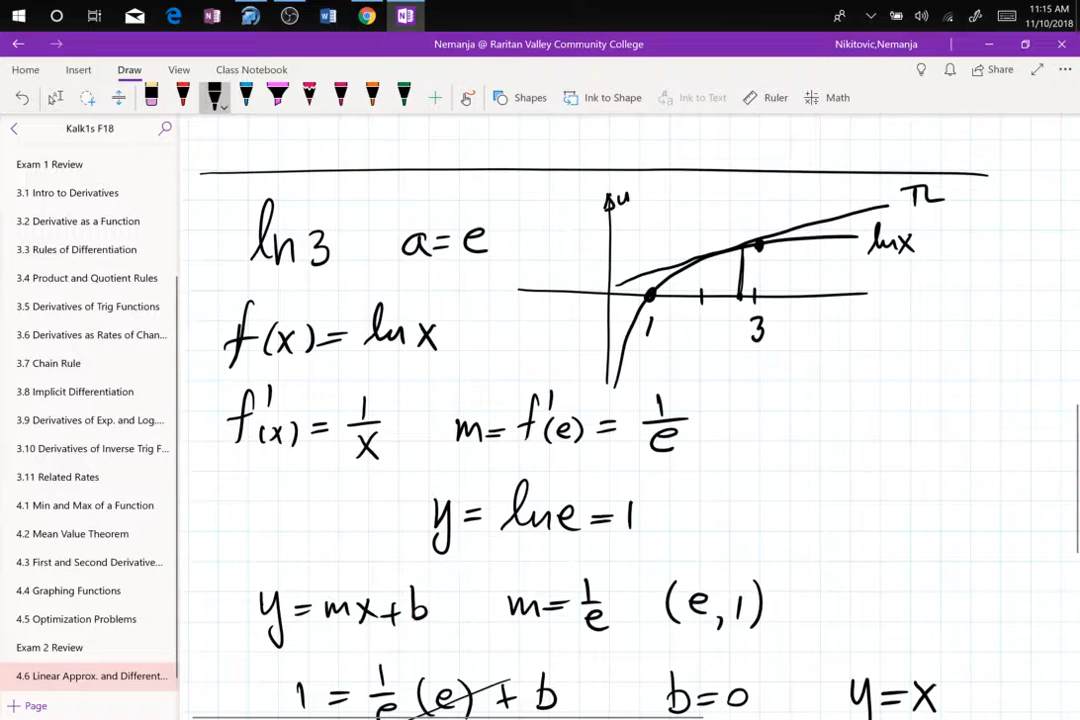 11:15 AM
11/10/2018
Nemanja @ Raritan Valley Community College
Nikitovic,Nemanja
Home Insert Draw View Class Notebook
Share
Shapes Ink to Shape Ink to Text Ruler Math
Kalk1s F18
Exam 1 Review
3.1 Intro to Derivatives
3.2 Derivative as a Function
3.3 Rules of Differentiation
3.4 Product and Quotient Rules
3.5 Derivatives of Trig Functions
3.6 Derivatives as Rates of Chan...
3.7 Chain Rule
3.8 Implicit Differentiation
3.9 Derivatives of Exp. and Log....
3.10 Derivatives of Inverse Trig F...
3.11 Related Rates
4.1 Min and Max of a Function
4.2 Mean Value Theorem
4.3 First and Second Derivative...
4.4 Graphing Functions
4.5 Optimization Problems
Exam 2 Review
4.6 Linear Approx. and Different...
+ Page
ln 3 a = e
TL
ln x
1 3
f(x) = ln x
f'(x) = 1/x m = f'(e) = 1/e
y = ln e = 1
y = mx + b m = 1/e (e, 1)
1 = 1/e (e) + b b = 0 y = x